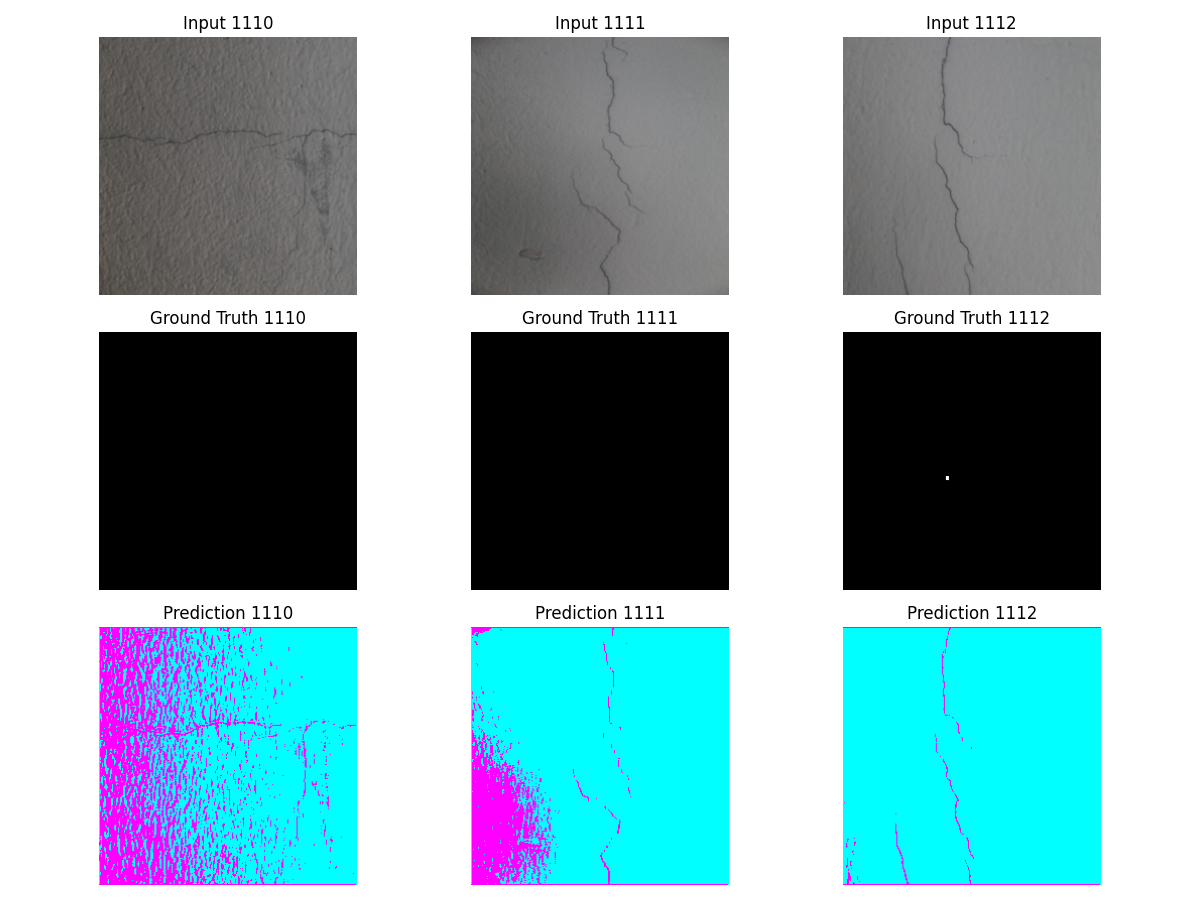 Input 1110
Input 1111
Input 1112
Ground Truth 1110
Ground Truth 1111
Ground Truth 1112
Prediction 1110
Prediction 1111
Prediction 1112